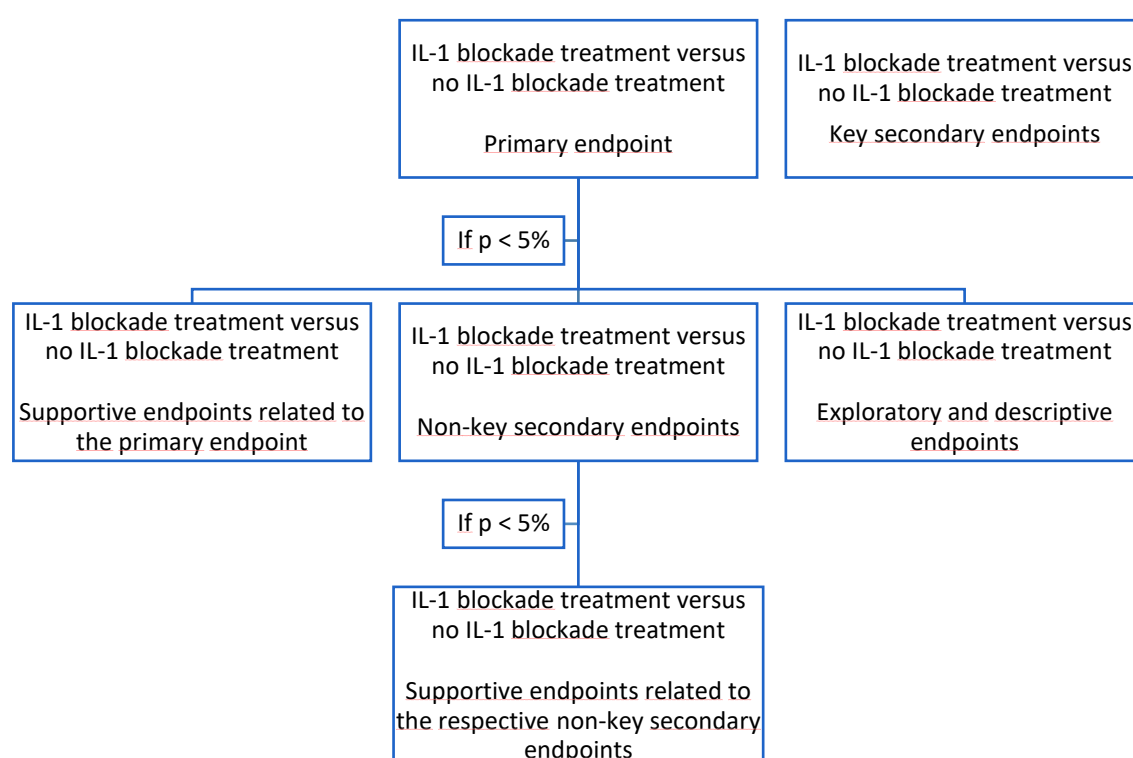 IL-1 blockade treatment versus
no IL-1 blockade treatment
Primary endpoint
IL-1 blockade treatment versus
no IL-1 blockade treatment
Key secondary endpoints
If p < 5%
IL-1 blockade treatment versus
no IL-1 blockade treatment
Supportive endpoints related to
the primary endpoint
IL-1 blockade treatment versus
no IL-1 blockade treatment
Non-key secondary endpoints
IL-1 blockade treatment versus
no IL-1 blockade treatment
Exploratory and descriptive
endpoints
If p < 5%
IL-1 blockade treatment versus
no IL-1 blockade treatment
Supportive endpoints related to
the respective non-key secondary
endpoints